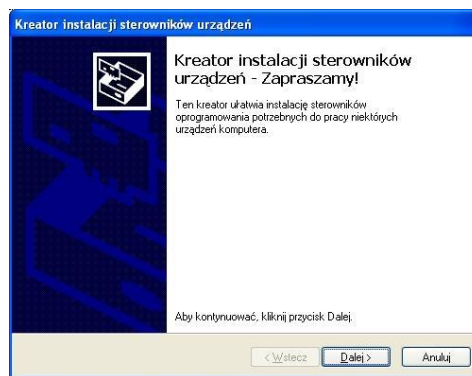 Kreator instalacji sterowników urządzeń
Kreator instalacji sterowników
urządzeń - Zapraszamy!
Ten kreator ułatwia instalację sterowników
oprogramowania potrzebnych do pracy niektórych
urządzeń komputera.
Aby kontynuować, kliknij przycisk Dalej.
< Wstecz Dalej > Anuluj